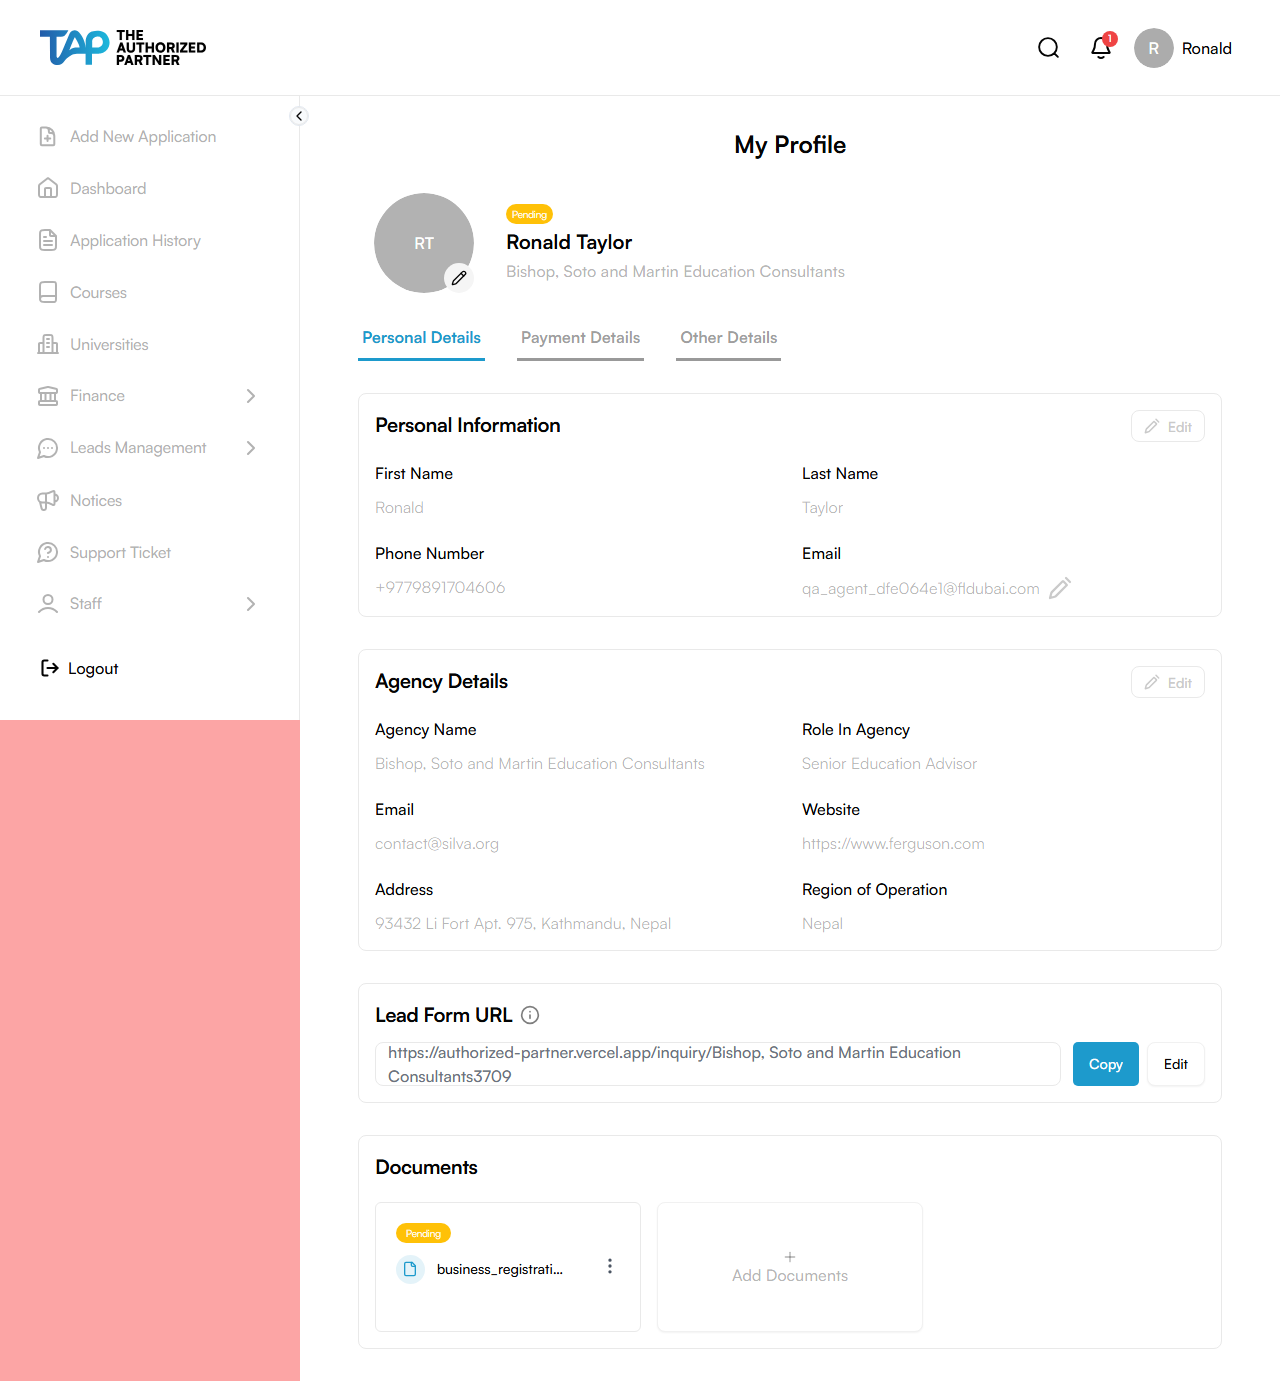 TAP THE AUTHORIZED PARTNER
1
R
Ronald
Add New Application
Dashboard
Application History
Courses
Universities
Finance
Leads Management
Notices
Support Ticket
Staff
Logout
My Profile
RT
Pending
Ronald Taylor
Bishop, Soto and Martin Education Consultants
Personal Details
Payment Details
Other Details
Personal Information
Edit
First Name
Last Name
Ronald
Taylor
Phone Number
Email
+9779891704606
qa_agent_dfe064e1@fldubai.com
Agency Details
Edit
Agency Name
Role In Agency
Bishop, Soto and Martin Education Consultants
Senior Education Advisor
Email
Website
contact@silva.org
https://www.ferguson.com
Address
Region of Operation
93432 Li Fort Apt. 975, Kathmandu, Nepal
Nepal
Lead Form URL
https://authorized-partner.vercel.app/inquiry/Bishop, Soto and Martin Education
Consultants3709
Copy
Edit
Documents
Pending
business_registrati...
+
Add Documents